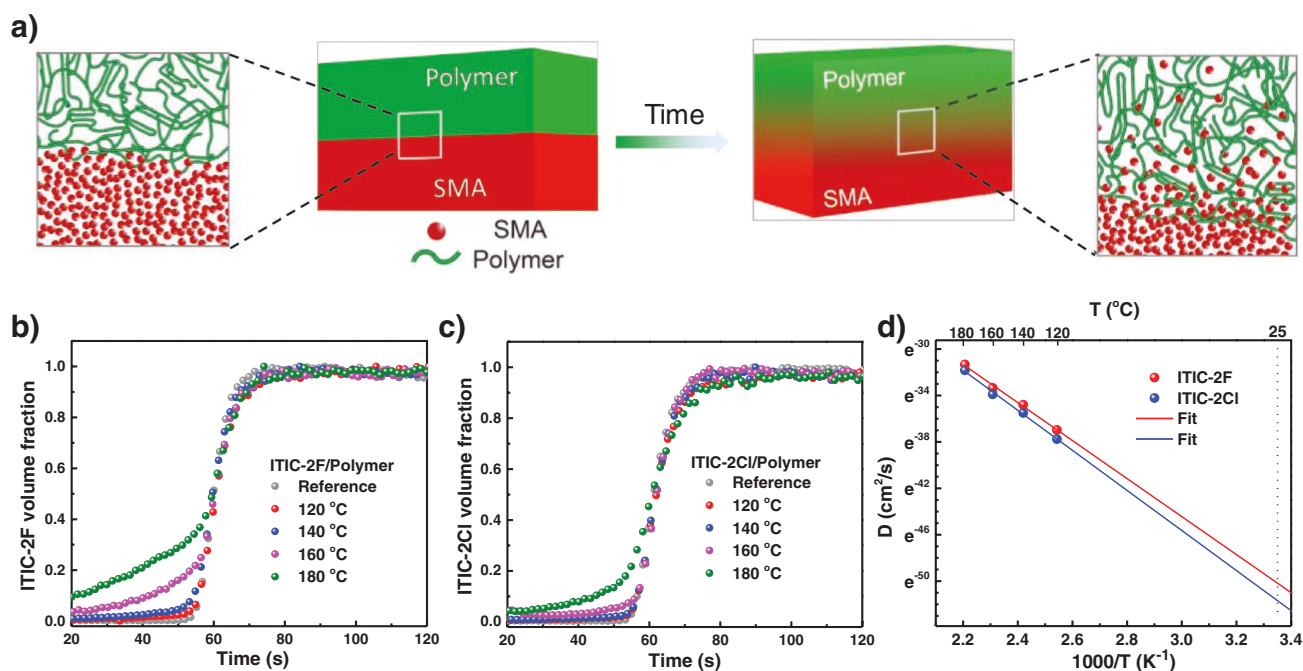 a)
Polymer
SMA
Time
Polymer
SMA
SMA
Polymer
b)
ITIC-2F volume fraction
1.0
0.8
0.6
0.4
0.2
0.0
ITIC-2F/Polymer
Reference
120 °C
140 °C
160 °C
180 °C
20 40 60 80 100 120
Time (s)
c)
ITIC-2Cl volume fraction
1.0
0.8
0.6
0.4
0.2
0.0
ITIC-2Cl/Polymer
Reference
120 °C
140 °C
160 °C
180 °C
20 40 60 80 100 120
Time (s)
d)
T (°C)
180 160 140 120 25
D (cm²/s)
e⁻³⁰
e⁻³⁴
e⁻³⁸
e⁻⁴²
e⁻⁴⁶
e⁻⁵⁰
ITIC-2F
ITIC-2Cl
Fit
Fit
2.2 2.4 2.6 2.8 3.0 3.2 3.4
1000/T (K⁻¹)